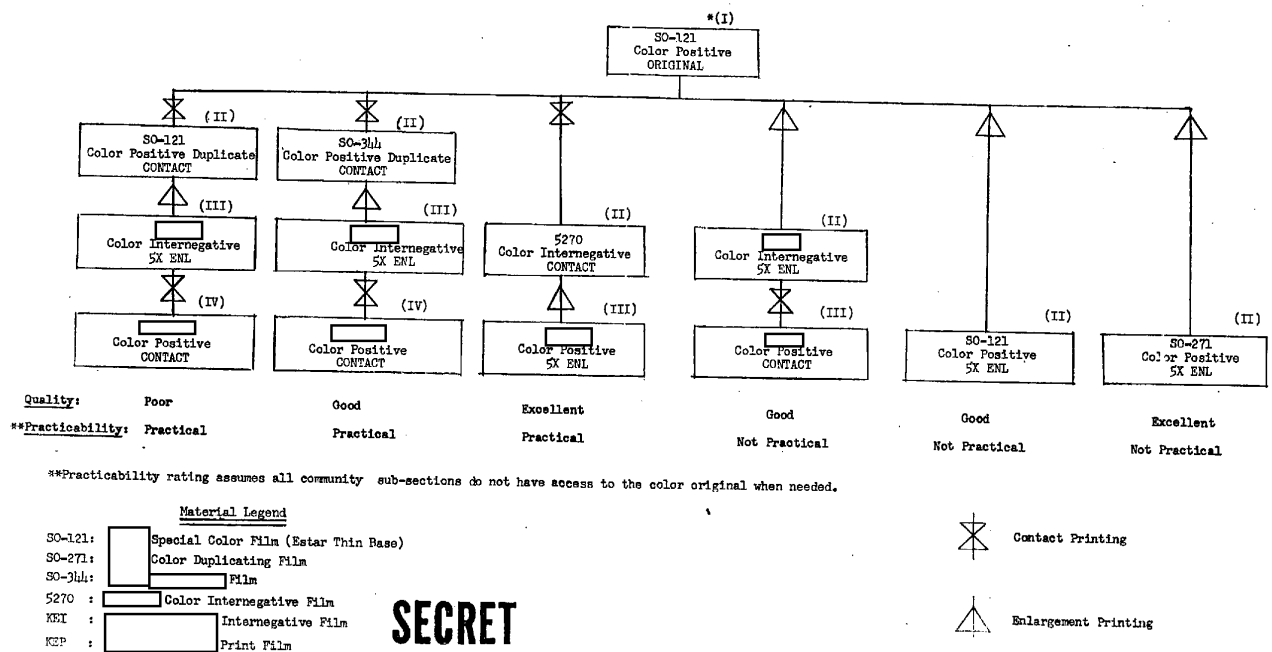 *(I)
SO-121
Color Positive
ORIGINAL
(II)
SO-121
Color Positive Duplicate
CONTACT
(III)
Color Internegative
5X ENL
(IV)
Color Positive
CONTACT
(II)
SO-344
Color Positive Duplicate
CONTACT
(III)
Color Internegative
5X ENL
(IV)
Color Positive
CONTACT
(II)
5270
Color Internegative
CONTACT
(III)
Color Positive
5X ENL
(II)
Color Internegative
5X ENL
(III)
Color Positive
CONTACT
(II)
SO-121
Color Positive
5X ENL
(II)
SO-271
Color Positive
5X ENL
Quality: Poor Good Excellent Good Good Excellent
**Practicability: Practical Practical Practical Not Practical Not Practical Not Practical
**Practicability rating assumes all community sub-sections do not have access to the color original when needed.
Material Legend
SO-121: Special Color Film (Estar Thin Base)
SO-271: Color Duplicating Film
SO-344: Film
5270 : Color Internegative Film
KEI : Internegative Film
KEP : Print Film
SECRET
Contact Printing
Enlargement Printing